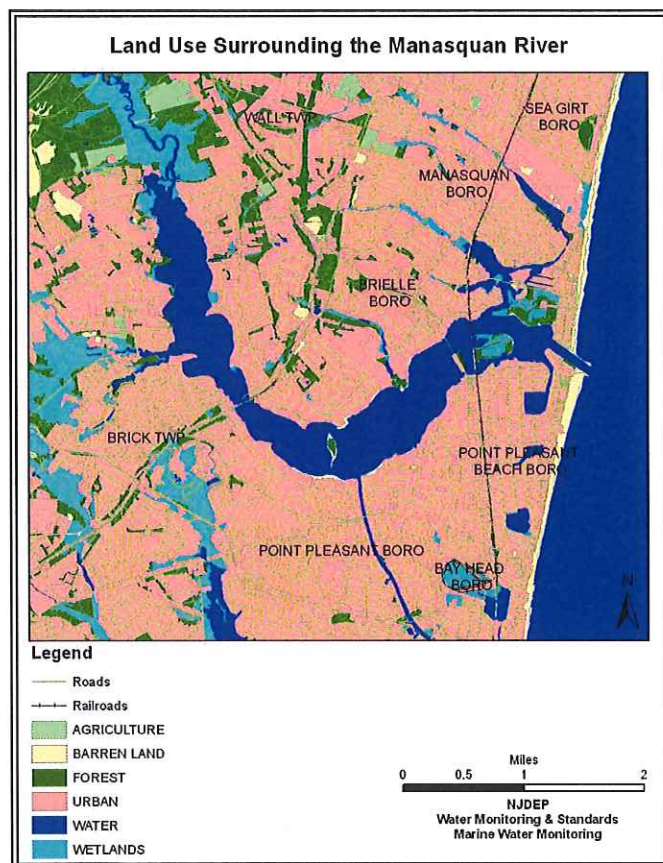 Land Use Surrounding the Manasquan River
SEA GIRT
BORO
WALL TWP
MANASQUAN
BORO
BRIELLE
BORO
BRICK TWP
POINT PLEASANT
BEACH BORO
POINT PLEASANT BORO
BAY HEAD
BORO
N
Legend
Roads
Railroads
AGRICULTURE
BARREN LAND
FOREST
URBAN
WATER
WETLANDS
Miles
0 0.5 1 2
NJDEP
Water Monitoring & Standards
Marine Water Monitoring